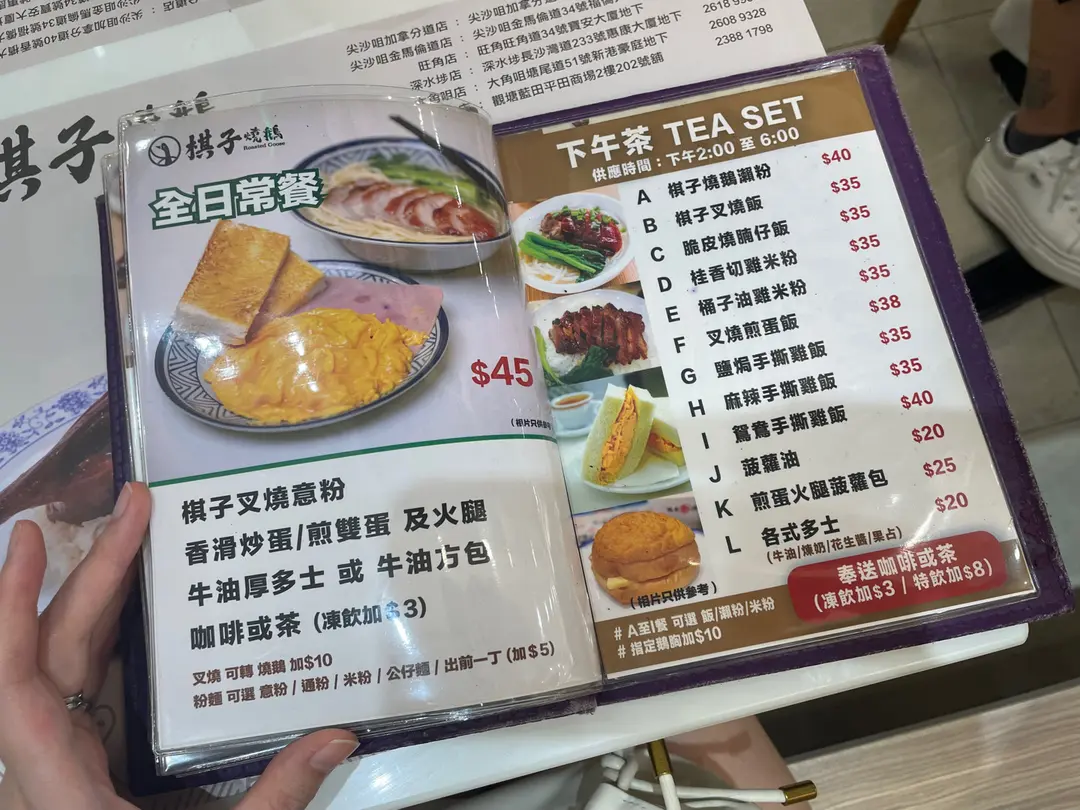 尖沙咀加拿分道店
尖沙咀金馬倫道店
旺角店
深水埗店
尖沙咀加拿分道
尖沙咀金馬倫道34號
旺角旺角道34號寶安大廈地下
深水埗長沙灣道233號惠康大廈地下
大角咀塘尾道51號新港豪庭地下
觀塘藍田平田商場2樓202號舖
2608 9328
2388 1798
棋子
棋子燒鵝
Roasted Goose
全日常餐
$45
(相片只供參考)
棋子叉燒意粉
香滑炒蛋/煎雙蛋 及火腿
牛油厚多士 或 牛油方包
咖啡或茶 (凍飲加$3)
叉燒 可轉 燒鵝 加$10
粉麵 可選 意粉 / 通粉 / 米粉 / 公仔麵 / 出前一丁 (加$5)
下午茶 TEA SET
供應時間：下午2:00 至 6:00
A 棋子燒鵝瀨粉 $40
B 棋子叉燒飯 $35
C 脆皮燒腩仔飯 $35
D 桂香切雞米粉 $35
E 桶子油雞米粉 $35
F 叉燒煎蛋飯 $38
G 鹽焗手撕雞飯 $35
H 麻辣手撕雞飯 $35
I 鴛鴦手撕雞飯 $40
J 菠蘿油 $20
K 煎蛋火腿菠蘿包 $25
L 各式多士 $20
(牛油/煉奶/花生醬/果占)
(相片只供參考)
奉送咖啡或茶
(凍飲加$3 / 特飲加$8)
# A至I餐 可選 飯/瀨粉/米粉
# 指定鵝胸加$10